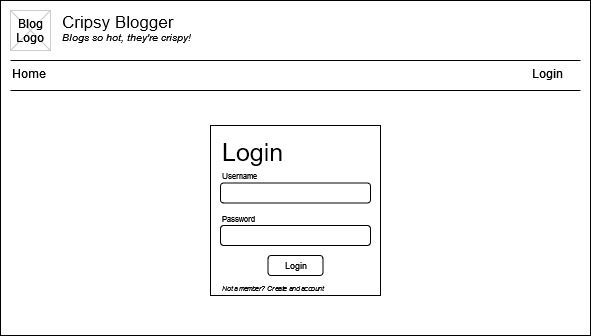 Blog
Logo
Cripsy Blogger
Blogs so hot, they're crispy!
Home
Login
Login
Username
Password
Login
Not a member? Create and account